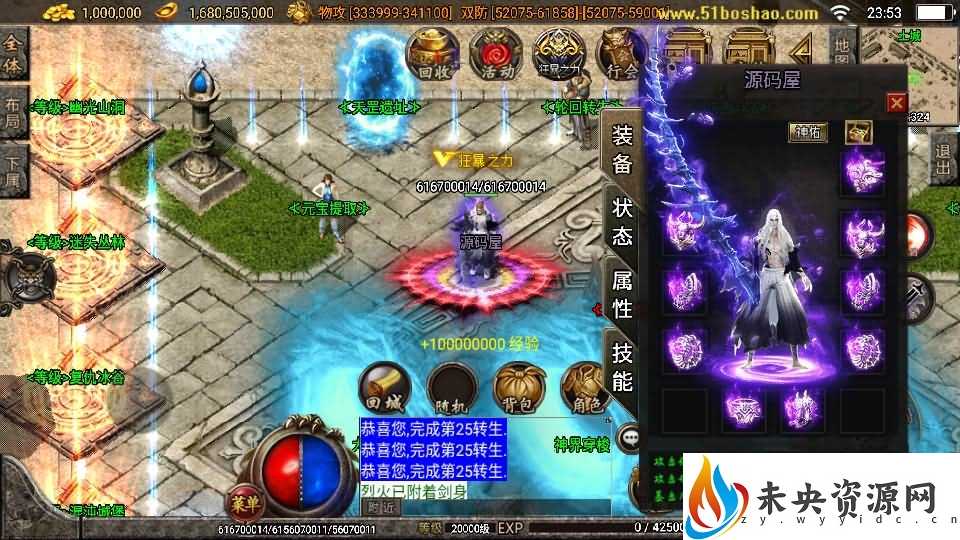 1,000,000
1,680,505,000
物攻 [333999-341100] 双防 [52075-61858]-[52075-5900
www.51boshao.com
23:53
全体
布局
下属
回收
活动
狂暴之力
行会
地图
土城
,324
退出
<等级>幽光山洞
<天罡遗址>
<轮回转生
狂暴之力
616700014/616700014
<元宝提取>
源码屋
<等级>迷失丛林
+100000000 经验
<等级>复仇冰谷
回城
随机
背包
角色
神界穿梭
恭喜您,完成第25转生.
恭喜您,完成第25转生.
恭喜您,完成第25转生.
烈火已附着剑身
附近
菜单
616700014/6156070011/56070011
等级 20000级 EXP
0 / 42500
装备
状态
属性
技能
源码屋
神佑
未央资源网
zy.wyyidc.cn